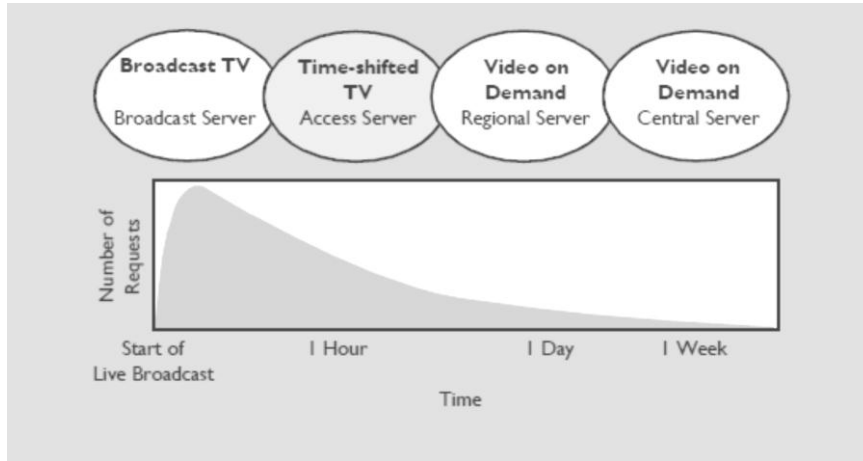 Broadcast TV
Broadcast Server
Time-shifted
TV
Access Server
Video on
Demand
Regional Server
Video on
Demand
Central Server
Number of
Requests
Start of
Live Broadcast
1 Hour
1 Day
1 Week
Time